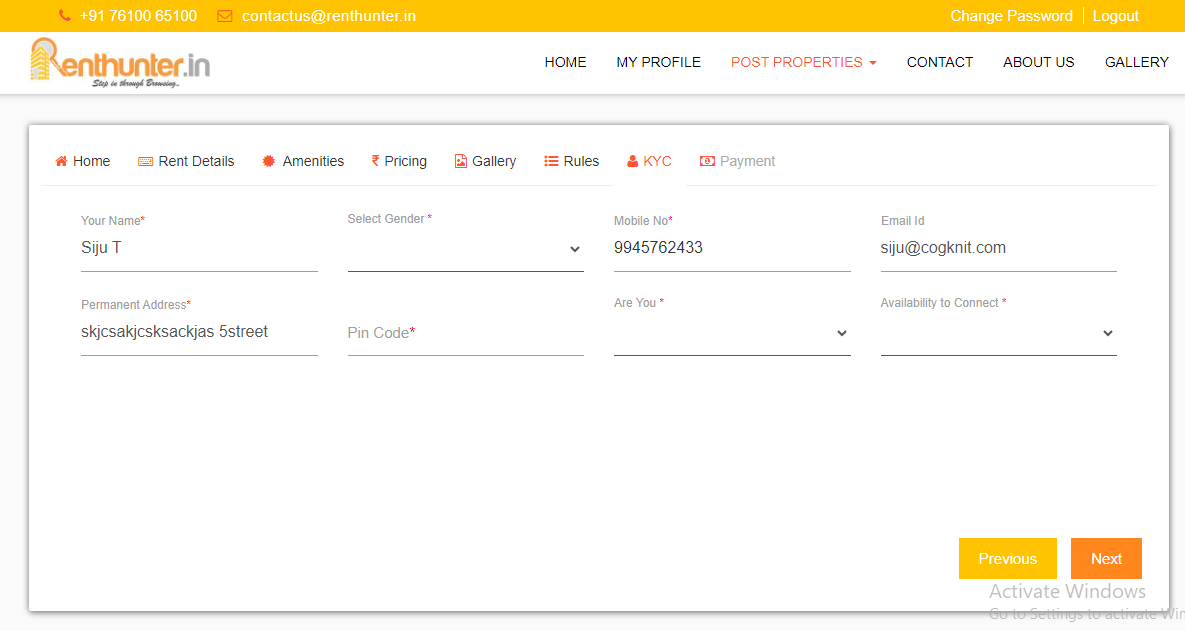 +91 76100 65100 contactus@renthunter.in Change Password Logout
Renthunter.in
Step in through Browsing..
HOME MY PROFILE POST PROPERTIES CONTACT ABOUT US GALLERY
Home Rent Details Amenities ₹ Pricing Gallery Rules KYC Payment
Your Name* Select Gender * Mobile No* Email Id
Siju T 9945762433 siju@cogknit.com
Permanent Address* Are You * Availability to Connect *
skjcsakjcsksackjas 5street Pin Code*
Previous Next
Activate Windows
Go to Settings to activate Win